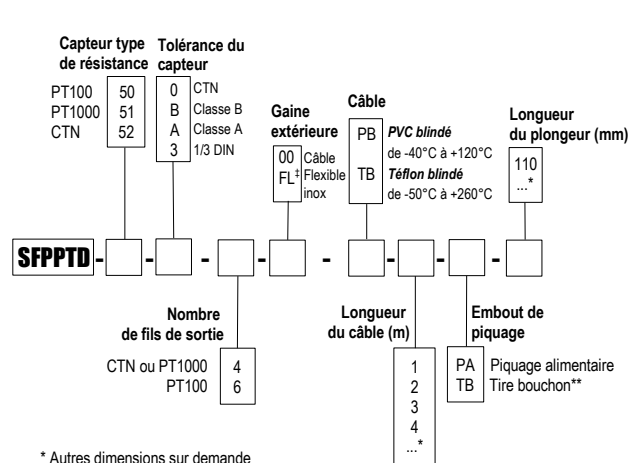 Capteur type
de résistance
Tolérance du
capteur
PT100 50
PT1000 51
CTN 52
0 CTN
B Classe B
A Classe A
3 1/3 DIN
Gaine
extérieure
00 Câble
FL‡ Flexible
inox
Câble
PB PVC blindé
de -40°C à +120°C
TB Téflon blindé
de -50°C à +260°C
Longueur
du plongeur (mm)
110
...*
SFPPTD - - - - - - - -
Nombre
de fils de sortie
CTN ou PT1000 4
PT100 6
Longueur
du câble (m)
1
2
3
4
...*
Embout de
piquage
PA Piquage alimentaire
TB Tire bouchon**
* Autres dimensions sur demande